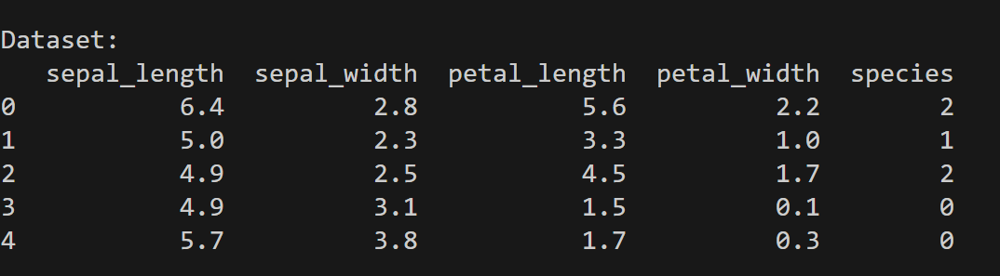 Dataset:
   sepal_length  sepal_width  petal_length  petal_width  species
0           6.4          2.8           5.6          2.2        2
1           5.0          2.3           3.3          1.0        1
2           4.9          2.5           4.5          1.7        2
3           4.9          3.1           1.5          0.1        0
4           5.7          3.8           1.7          0.3        0